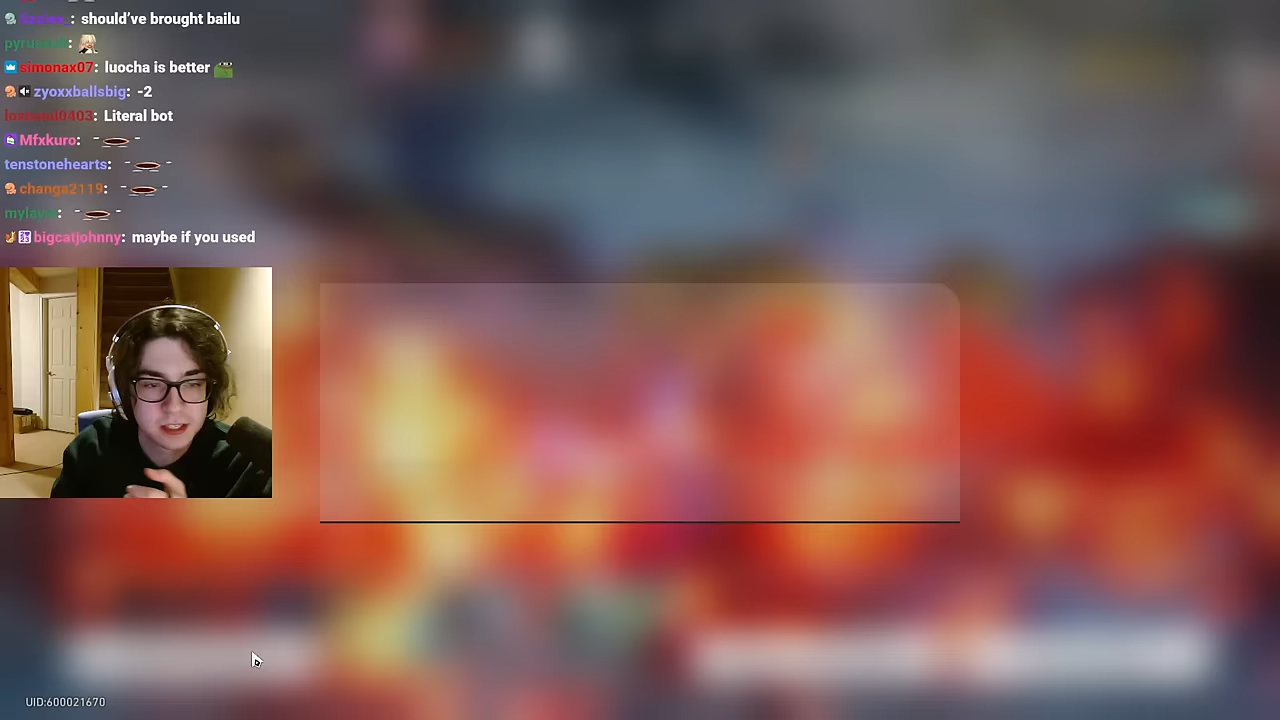 : should've brought bailu
simonax07: luocha is better
zyoxxballsbig: -2
: Literal bot
Mfxkuro:
tenstonehearts:
changa2119:
bigcatjohnny: maybe if you used
UID:600021670